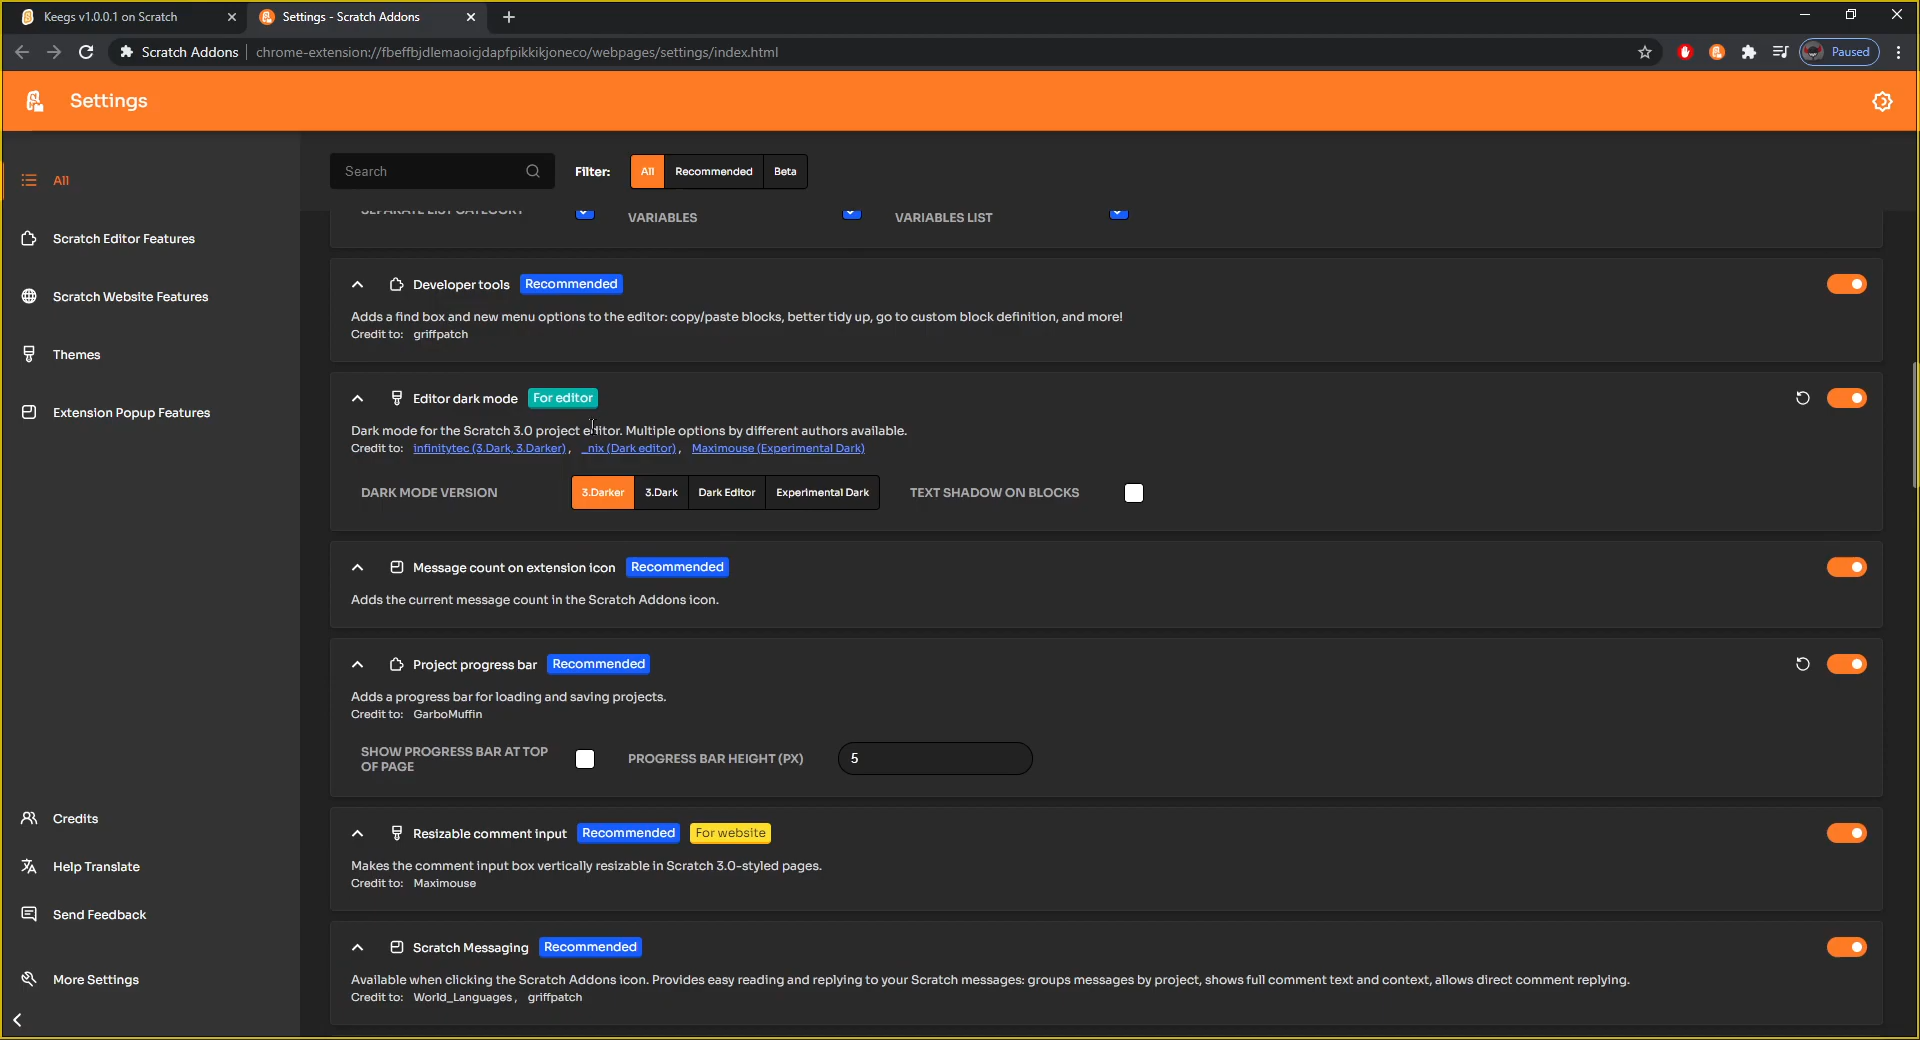 Keegs v1.0.0.1 on Scratch
Settings - Scratch Addons
Scratch Addons
chrome-extension://fbeffbjdlemaoicjdapfpikkikjoneco/webpages/settings/index.html
Paused
Settings
All
Scratch Editor Features
Scratch Website Features
Themes
Extension Popup Features
Credits
Help Translate
Send Feedback
More Settings
Search
Filter:
All
Recommended
Beta
SEPARATE LIST CATEGORY
VARIABLES
VARIABLES LIST
Developer tools
Recommended
Adds a find box and new menu options to the editor: copy/paste blocks, better tidy up, go to custom block definition, and more!
Credit to: griffpatch
Editor dark mode
For editor
Dark mode for the Scratch 3.0 project editor. Multiple options by different authors available.
Credit to: infinitytec (3.Dark, 3.Darker), _nix (Dark editor), Maximouse (Experimental Dark)
DARK MODE VERSION
3.Darker
3.Dark
Dark Editor
Experimental Dark
TEXT SHADOW ON BLOCKS
Message count on extension icon
Recommended
Adds the current message count in the Scratch Addons icon.
Project progress bar
Recommended
Adds a progress bar for loading and saving projects.
Credit to: GarboMuffin
SHOW PROGRESS BAR AT TOP
OF PAGE
PROGRESS BAR HEIGHT (PX)
5
Resizable comment input
Recommended
For website
Makes the comment input box vertically resizable in Scratch 3.0-styled pages.
Credit to: Maximouse
Scratch Messaging
Recommended
Available when clicking the Scratch Addons icon. Provides easy reading and replying to your Scratch messages: groups messages by project, shows full comment text and context, allows direct comment replying.
Credit to: World_Languages, griffpatch